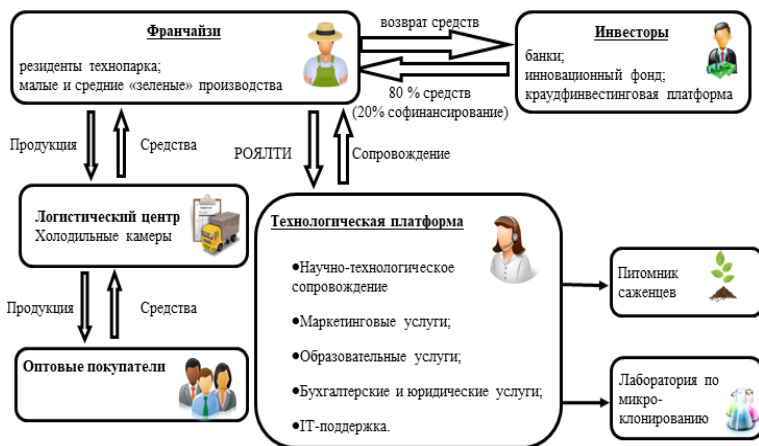 Франчайзи
резиденты технопарка;
малые и средние «зеленые» производства
возврат средств
80 % средств
(20% софинансирование)
Инвесторы
банки;
инновационный фонд;
краудфинвестинговая платформа
Продукция
Средства
РОЯЛТИ
Сопровождение
Логистический центр
Холодильные камеры
Продукция
Средства
Оптовые покупатели
Технологическая платформа
•Научно-технологическое
сопровождение
•Маркетинговые услуги;
•Образовательные услуги;
•Бухгалтерские и юридические услуги;
•IT-поддержка.
Питомник
саженцев
Лаборатория по
микро-
клонированию